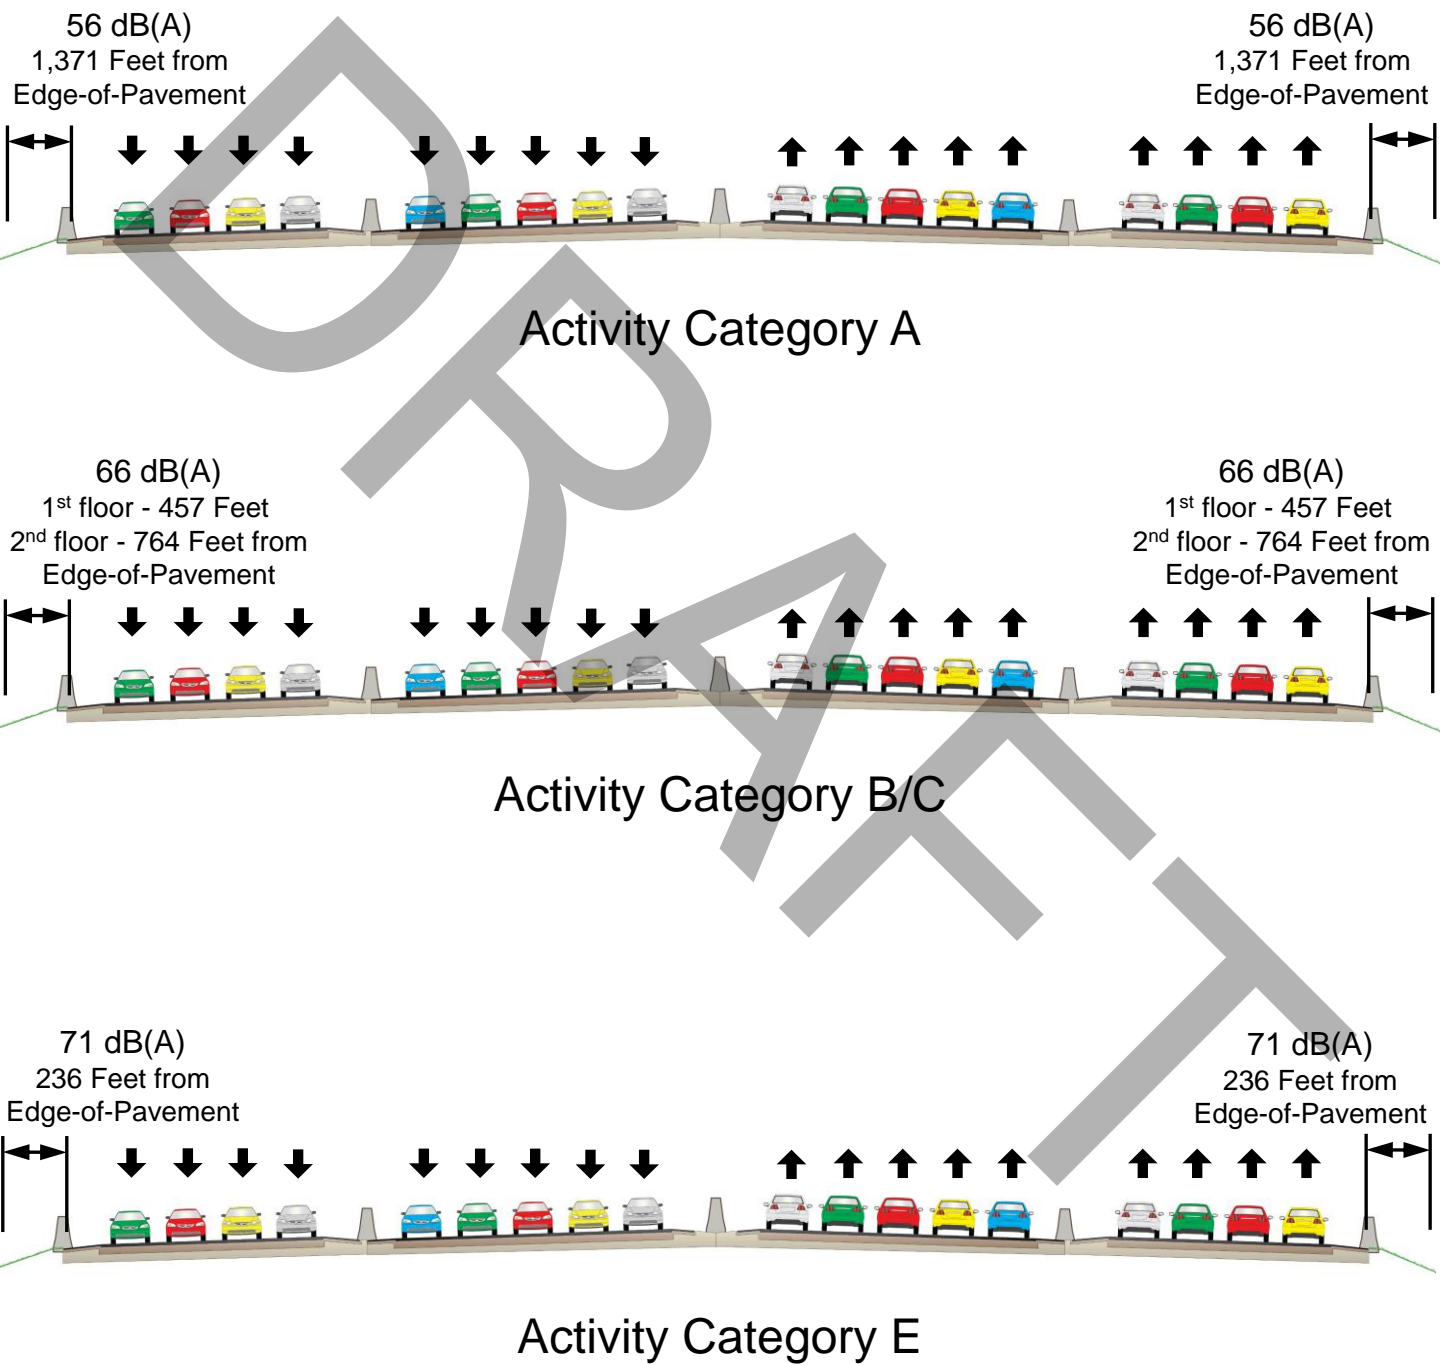 56 dB(A)
1,371 Feet from
Edge-of-Pavement
56 dB(A)
1,371 Feet from
Edge-of-Pavement
Activity Category A
66 dB(A)
1st floor - 457 Feet
2nd floor - 764 Feet from
Edge-of-Pavement
66 dB(A)
1st floor - 457 Feet
2nd floor - 764 Feet from
Edge-of-Pavement
Activity Category B/C
71 dB(A)
236 Feet from
Edge-of-Pavement
71 dB(A)
236 Feet from
Edge-of-Pavement
Activity Category E
DRAFT